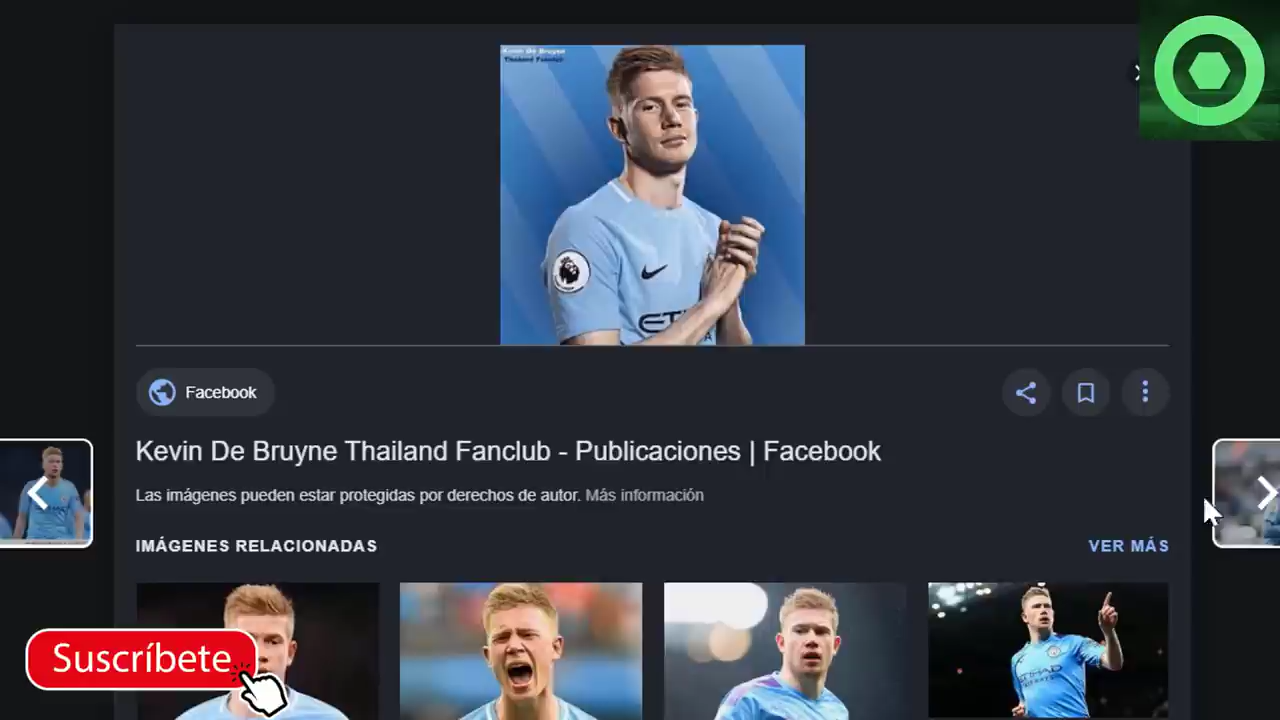 Kevin De Bruyne
Thailand Fanclub
Facebook
Kevin De Bruyne Thailand Fanclub - Publicaciones | Facebook
Las imágenes pueden estar protegidas por derechos de autor. Más información
IMÁGENES RELACIONADAS
VER MÁS
Suscríbete